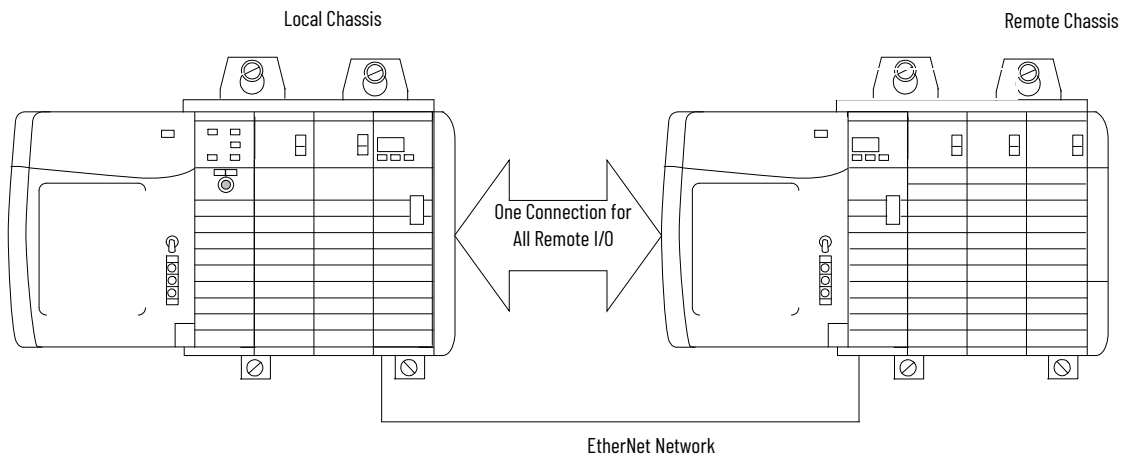 Local Chassis
Remote Chassis
One Connection for
All Remote I/O
EtherNet Network